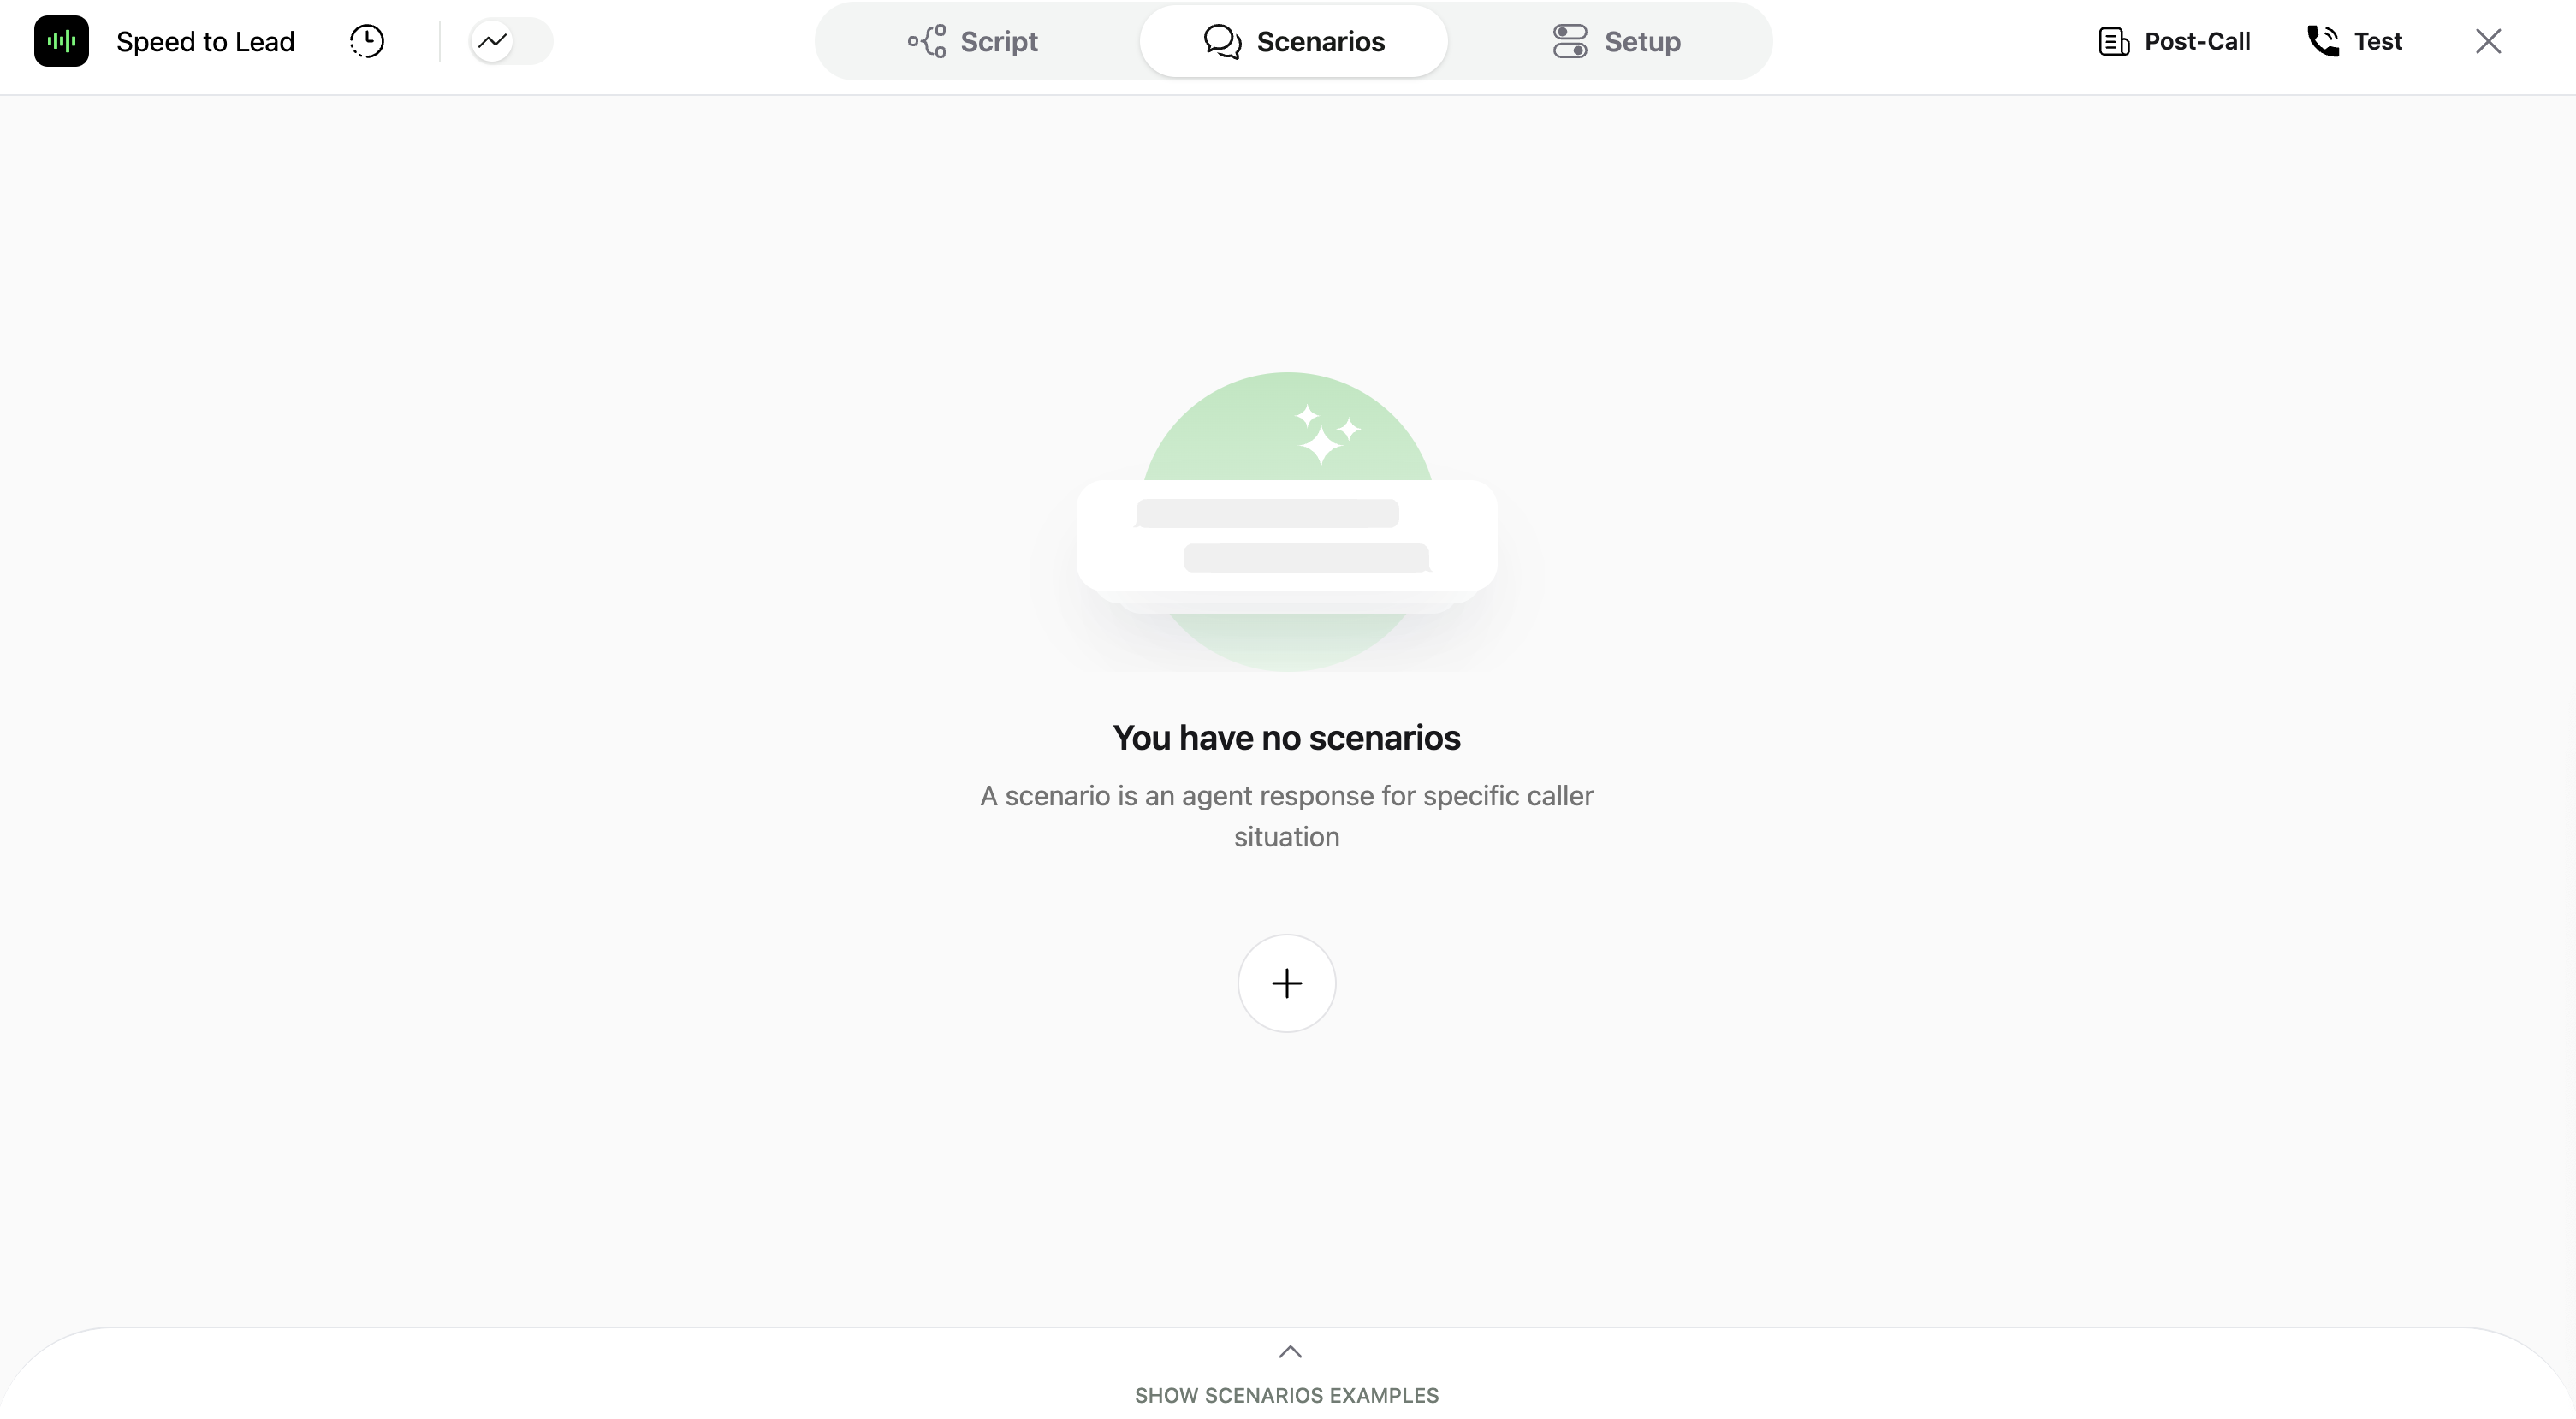 Speed to Lead
Script
Scenarios
Setup
Post-Call
Test
You have no scenarios
A scenario is an agent response for specific caller
situation
SHOW SCENARIOS EXAMPLES